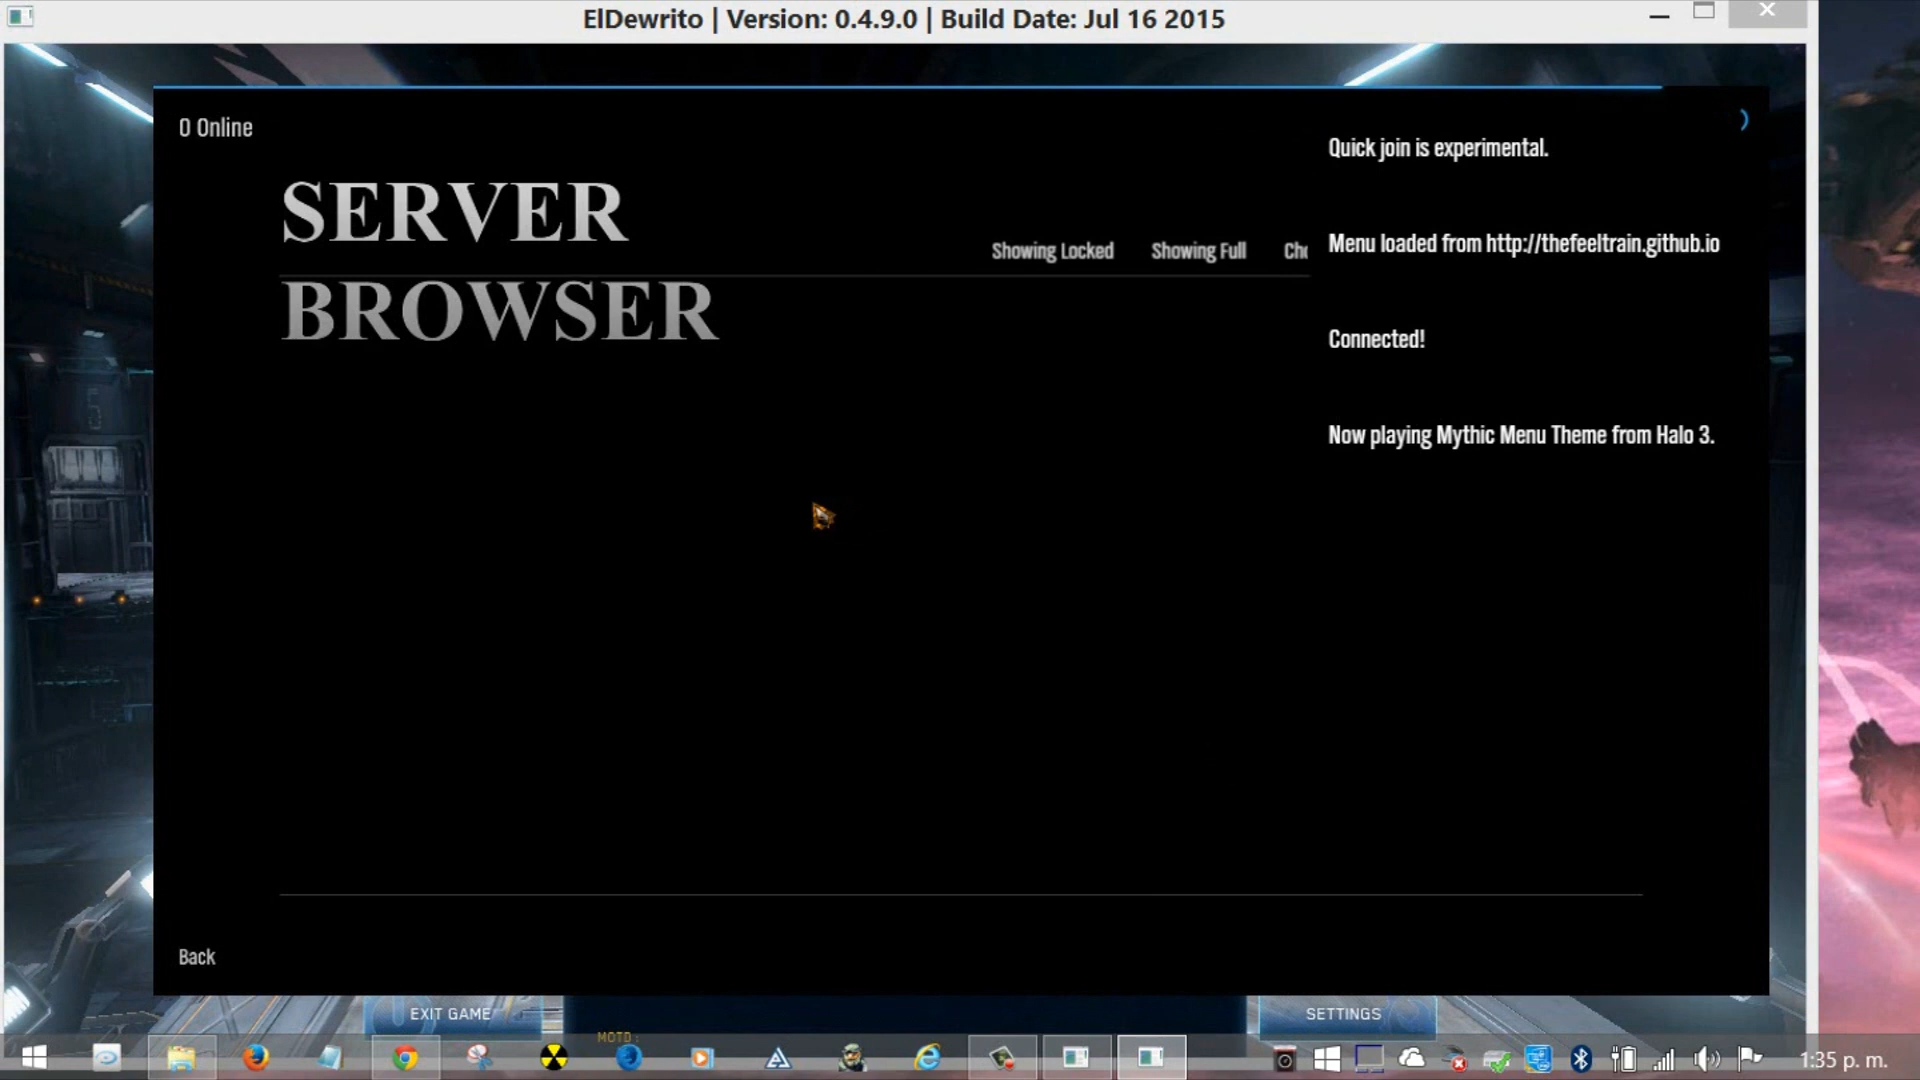 ElDewrito | Version: 0.4.9.0 | Build Date: Jul 16 2015
0 Online
SERVER
BROWSER
Showing Locked Showing Full
Quick join is experimental.
Menu loaded from http://thefeeltrain.github.io
Connected!
Now playing Mythic Menu Theme from Halo 3.
Back
EXIT GAME
MOTD:
SETTINGS
1:35 p. m.